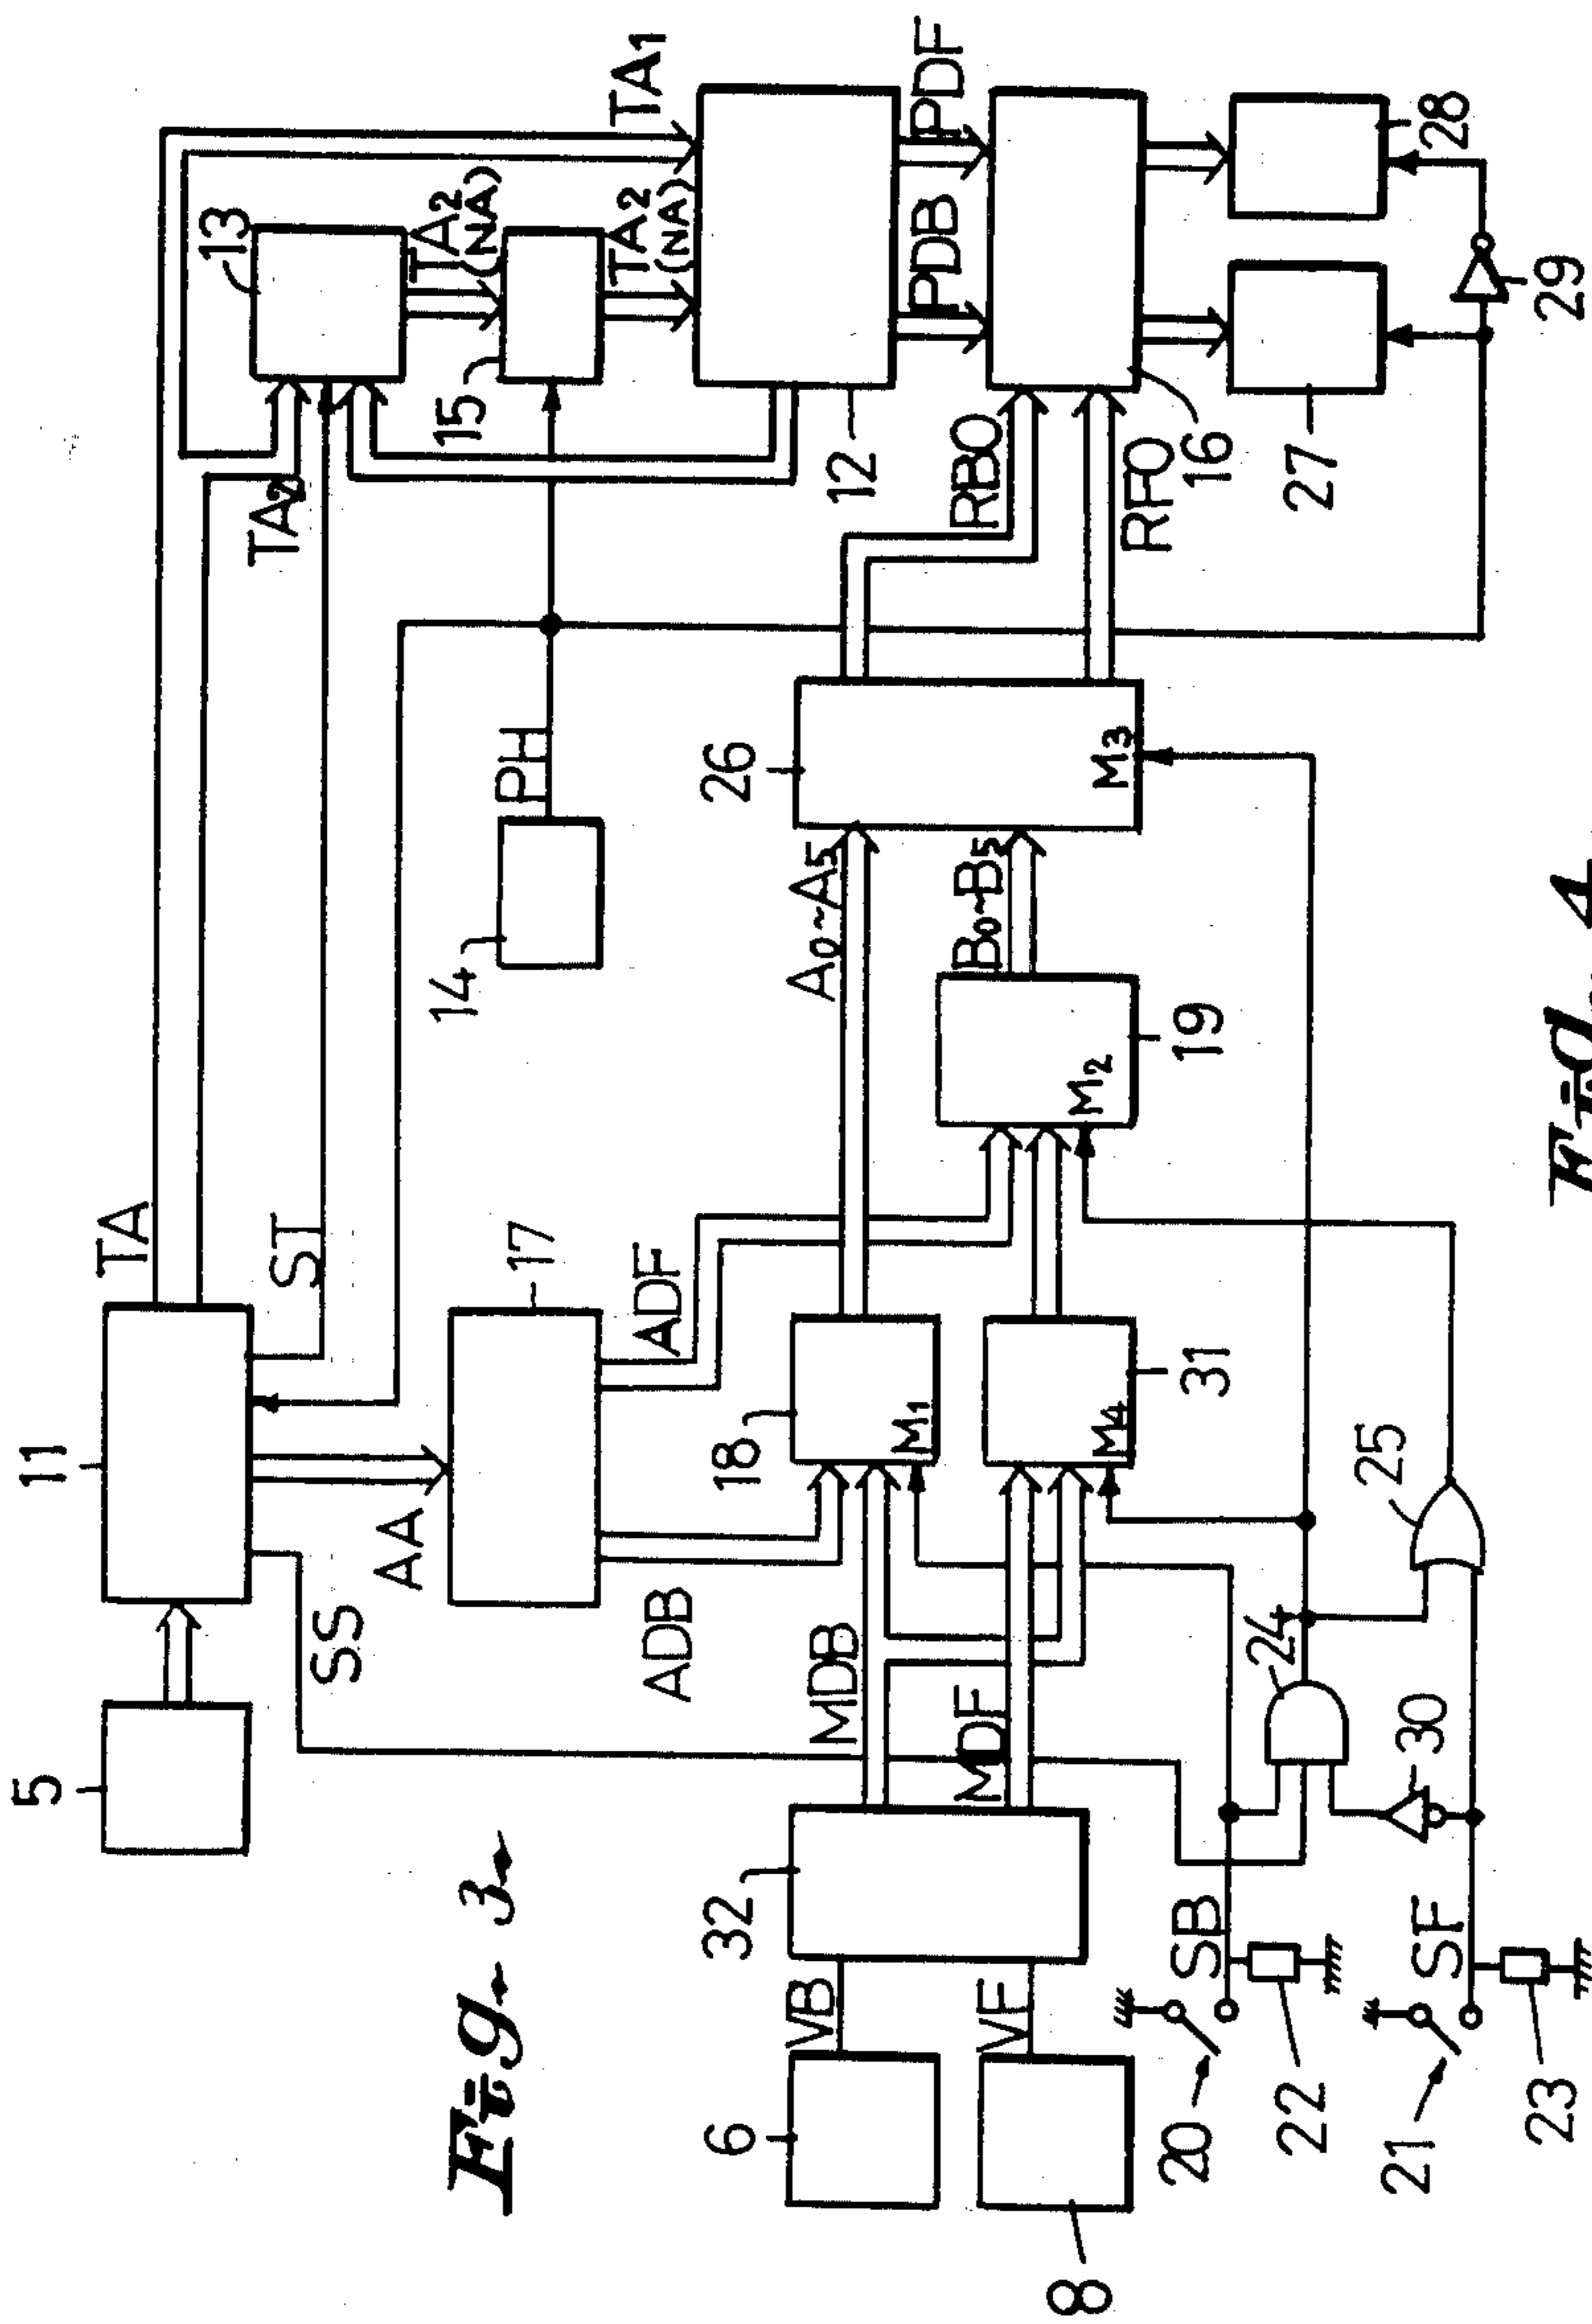 Fig. 3
5
11
TA
SS
AA
ST
TA2
13
TA2
(NA)
TA1
15
TA2
(NA)
17
14
PH
12
PDB
PDF
ADB
ADF
6
VB
32
MDB
18
M1
A0~A5
26
M3
RBO
RFO
16
8
VF
MDF
31
M4
19
M2
B0~B5
27
28
29
20
SB
22
24
25
21
SF
23
30
Fig. 4